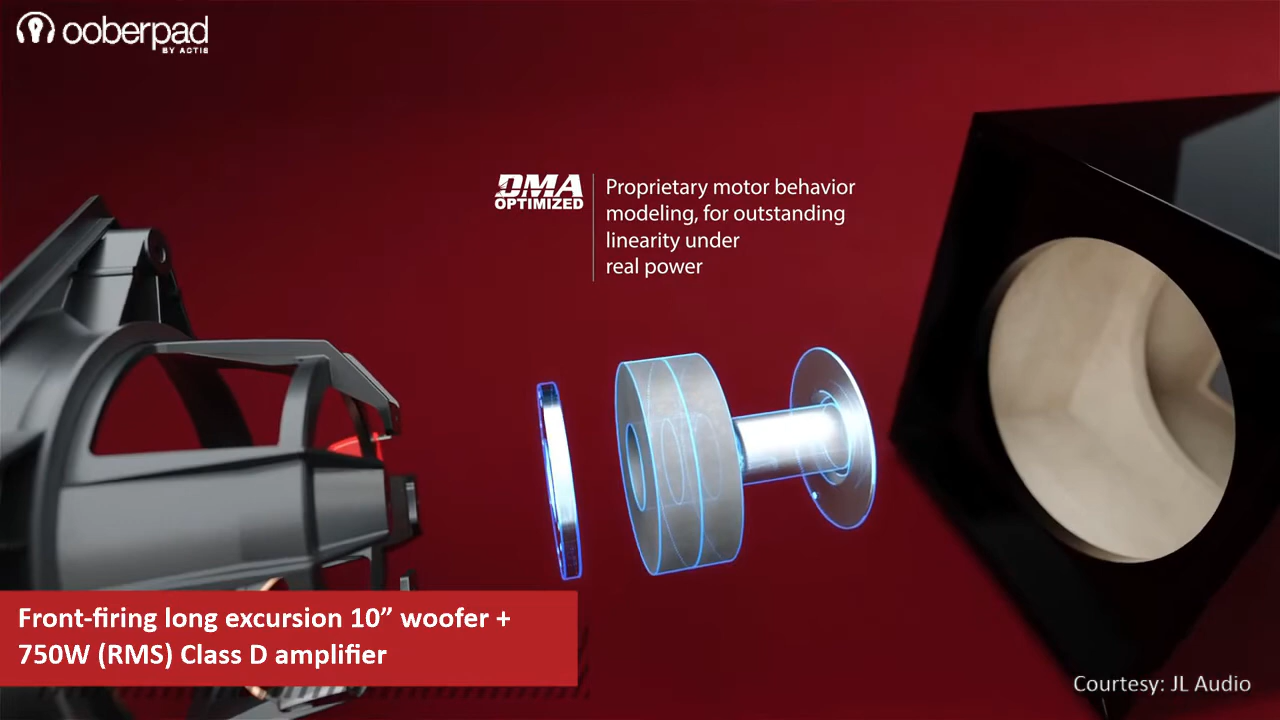 ooberpad
BY ACTIS
DMA
OPTIMIZED
Proprietary motor behavior
modeling, for outstanding
linearity under
real power
Front-firing long excursion 10” woofer +
750W (RMS) Class D amplifier
Courtesy: JL Audio